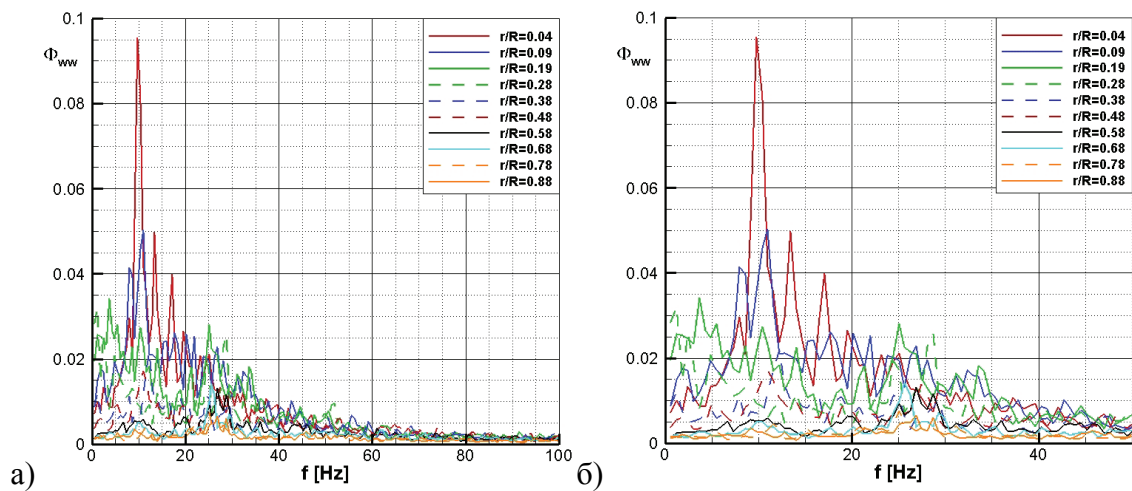 0.1
Φww
0.08
0.06
0.04
0.02
0
0 20 40 60 80 100
f [Hz]
r/R=0.04
r/R=0.09
r/R=0.19
r/R=0.28
r/R=0.38
r/R=0.48
r/R=0.58
r/R=0.68
r/R=0.78
r/R=0.88
а)
0.1
Φww
0.08
0.06
0.04
0.02
0
0 20 40
f [Hz]
r/R=0.04
r/R=0.09
r/R=0.19
r/R=0.28
r/R=0.38
r/R=0.48
r/R=0.58
r/R=0.68
r/R=0.78
r/R=0.88
б)